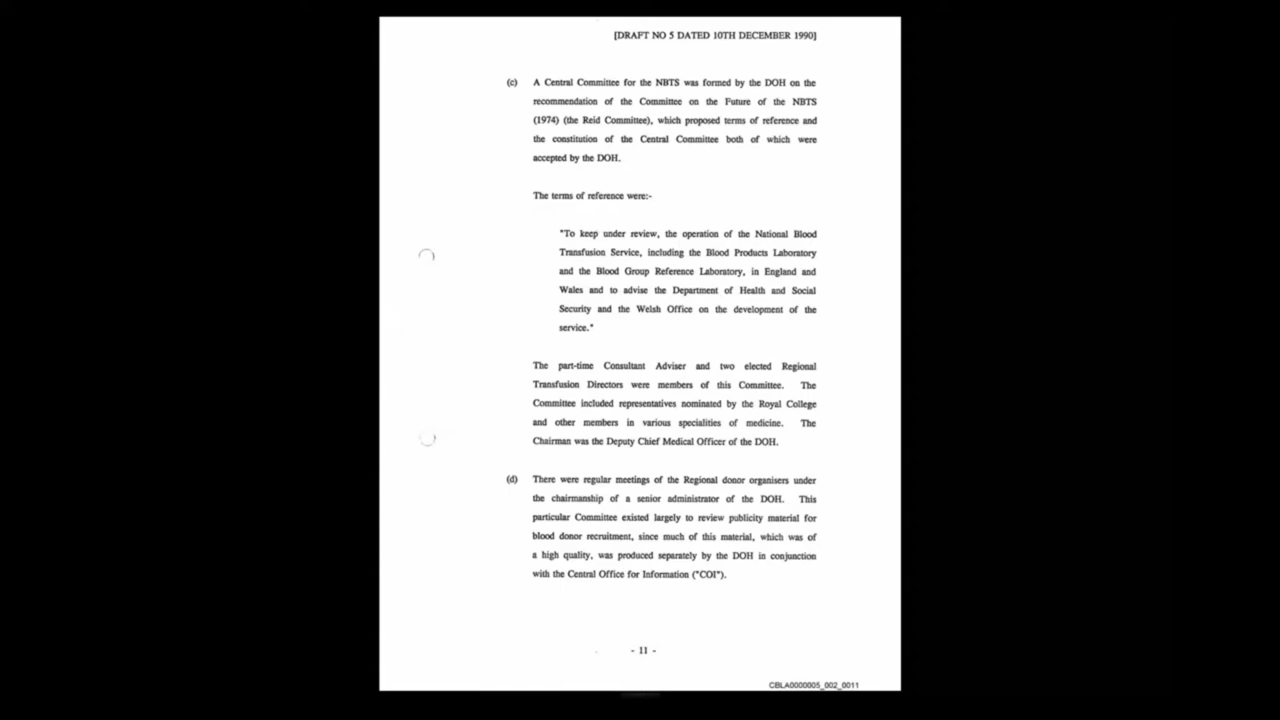 [DRAFT NO 5 DATED 10TH DECEMBER 1990]
(c) A Central Committee for the NBTS was formed by the DOH on the
recommendation of the Committee on the Future of the NBTS
(1974) (the Reid Committee), which proposed terms of reference and
the constitution of the Central Committee both of which were
accepted by the DOH.
The terms of reference were:-
"To keep under review, the operation of the National Blood
Transfusion Service, including the Blood Products Laboratory
and the Blood Group Reference Laboratory, in England and
Wales and to advise the Department of Health and Social
Security and the Welsh Office on the development of the
service."
The part-time Consultant Adviser and two elected Regional
Transfusion Directors were members of this Committee. The
Committee included representatives nominated by the Royal College
and other members in various specialities of medicine. The
Chairman was the Deputy Chief Medical Officer of the DOH.
(d) There were regular meetings of the Regional donor organisers under
the chairmanship of a senior administrator of the DOH. This
particular Committee existed largely to review publicity material for
blood donor recruitment, since much of this material, which was of
a high quality, was produced separately by the DOH in conjunction
with the Central Office for Information ("COI").
- 11 -
CBLA0000005_002_0011